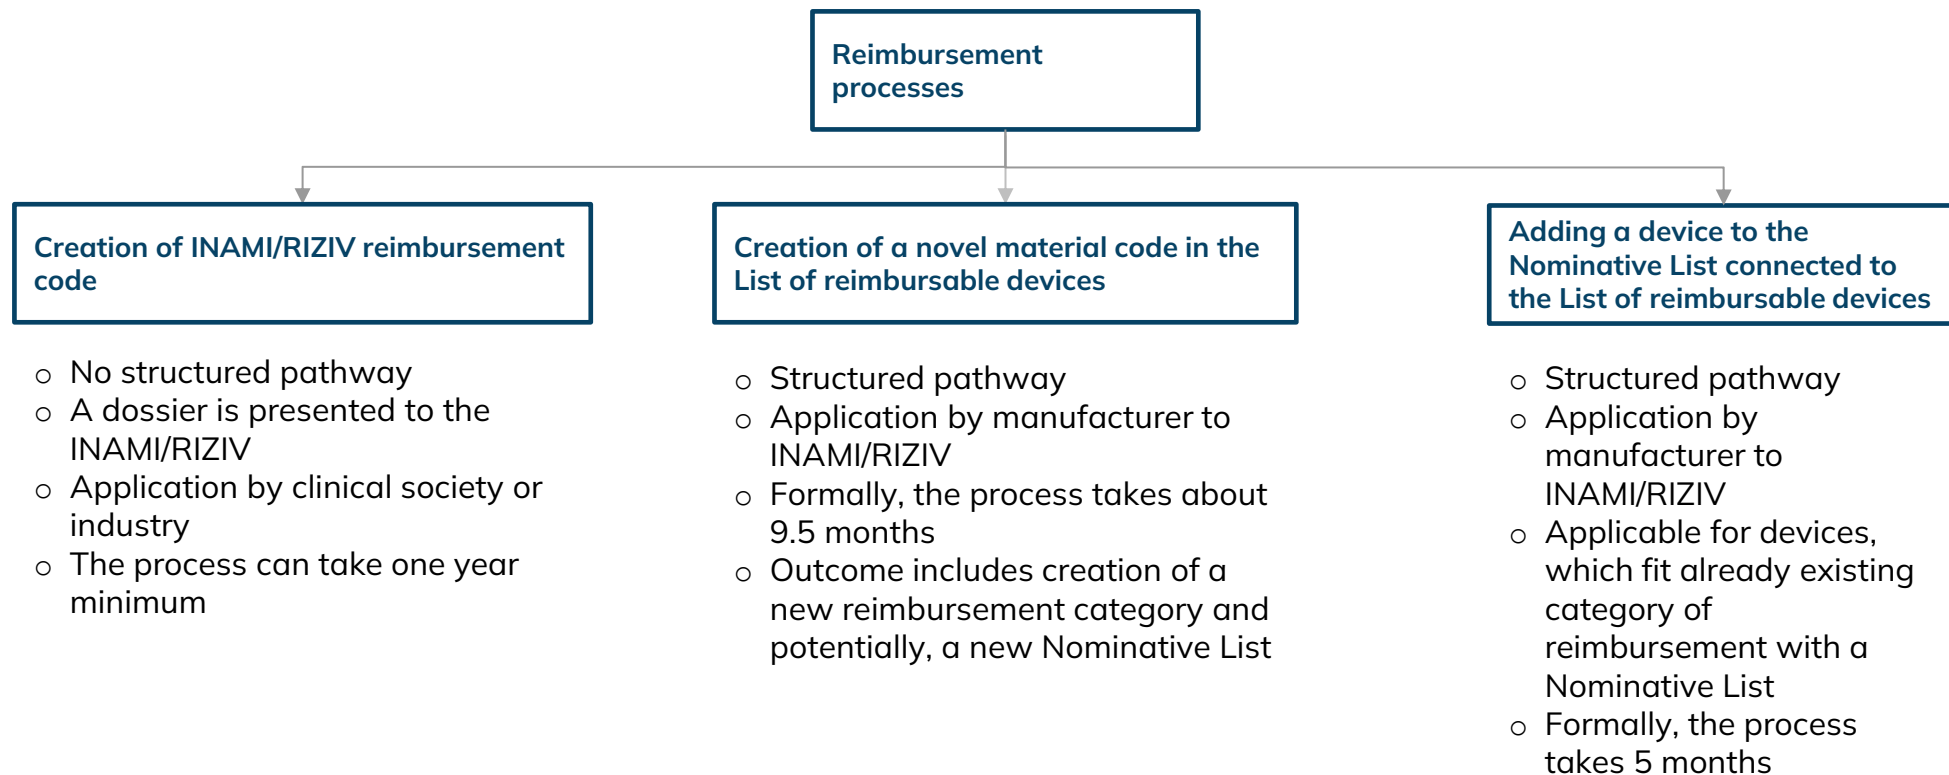 Reimbursement
processes
Creation of INAMI/RIZIV reimbursement
code
○ No structured pathway
○ A dossier is presented to the
INAMI/RIZIV
○ Application by clinical society or
industry
○ The process can take one year
minimum
Creation of a novel material code in the
List of reimbursable devices
○ Structured pathway
○ Application by manufacturer to
INAMI/RIZIV
○ Formally, the process takes about
9.5 months
○ Outcome includes creation of a
new reimbursement category and
potentially, a new Nominative List
Adding a device to the
Nominative List connected to
the List of reimbursable devices
○ Structured pathway
○ Application by
manufacturer to
INAMI/RIZIV
○ Applicable for devices,
which fit already existing
category of
reimbursement with a
Nominative List
○ Formally, the process
takes 5 months